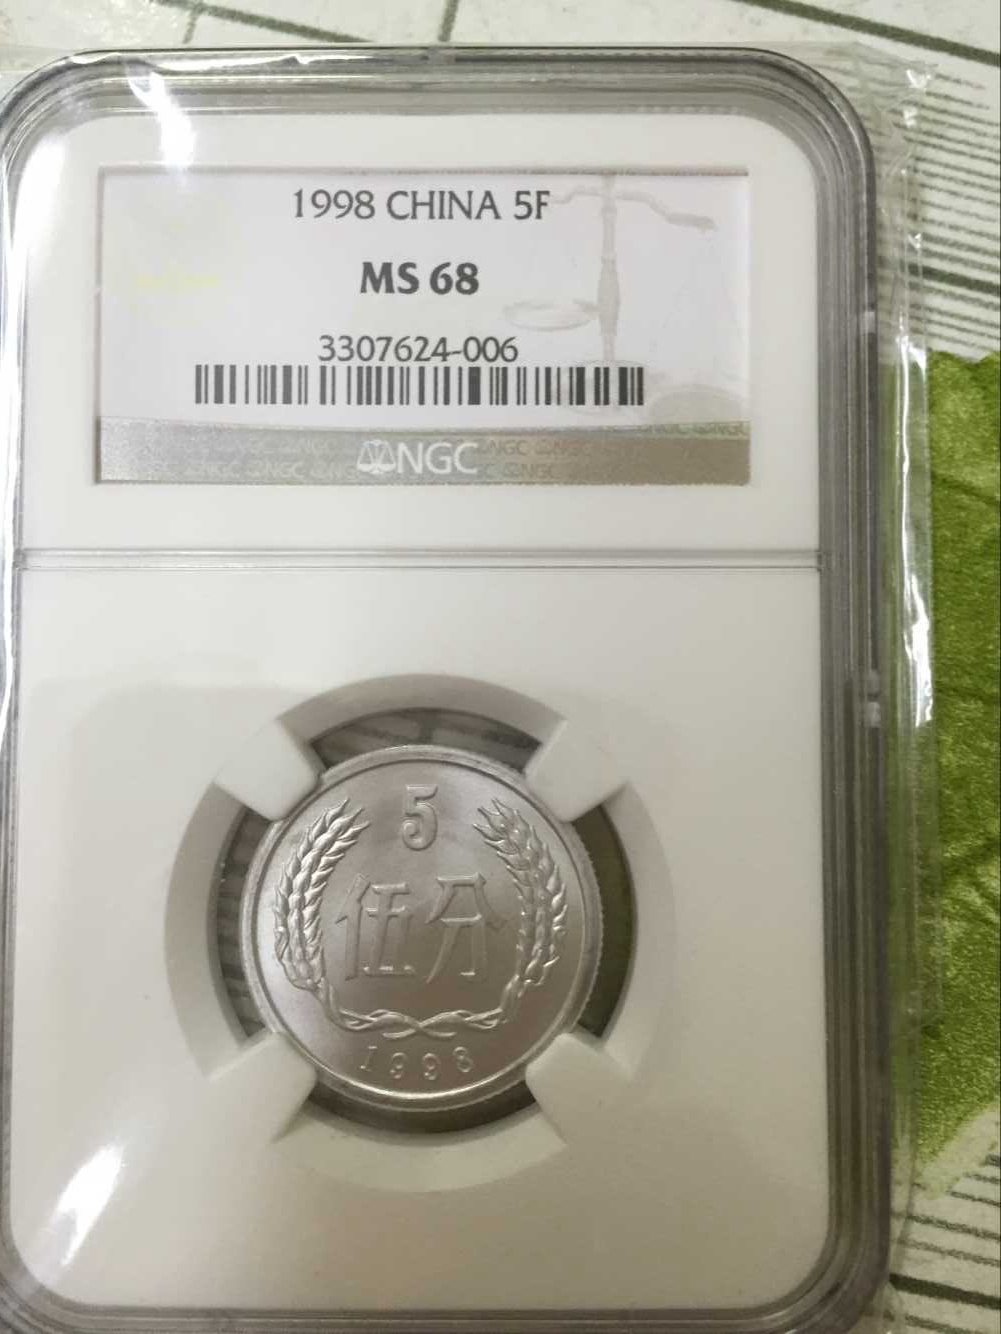 1998 CHINA 5F
MS 68
3307624-006
NGC
5
伍分
1998